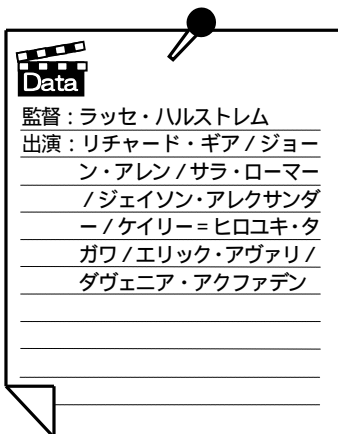 Data
監督:ラッセ・ハルストレム
出演:リチャード・ギア/ジョー
ン・アレン/サラ・ローマー
/ジェイソン・アレクサンダ
ー/ケイリー=ヒロユキ・タ
ガワ/エリック・アヴァリ/
ダヴェニア・アクファデン